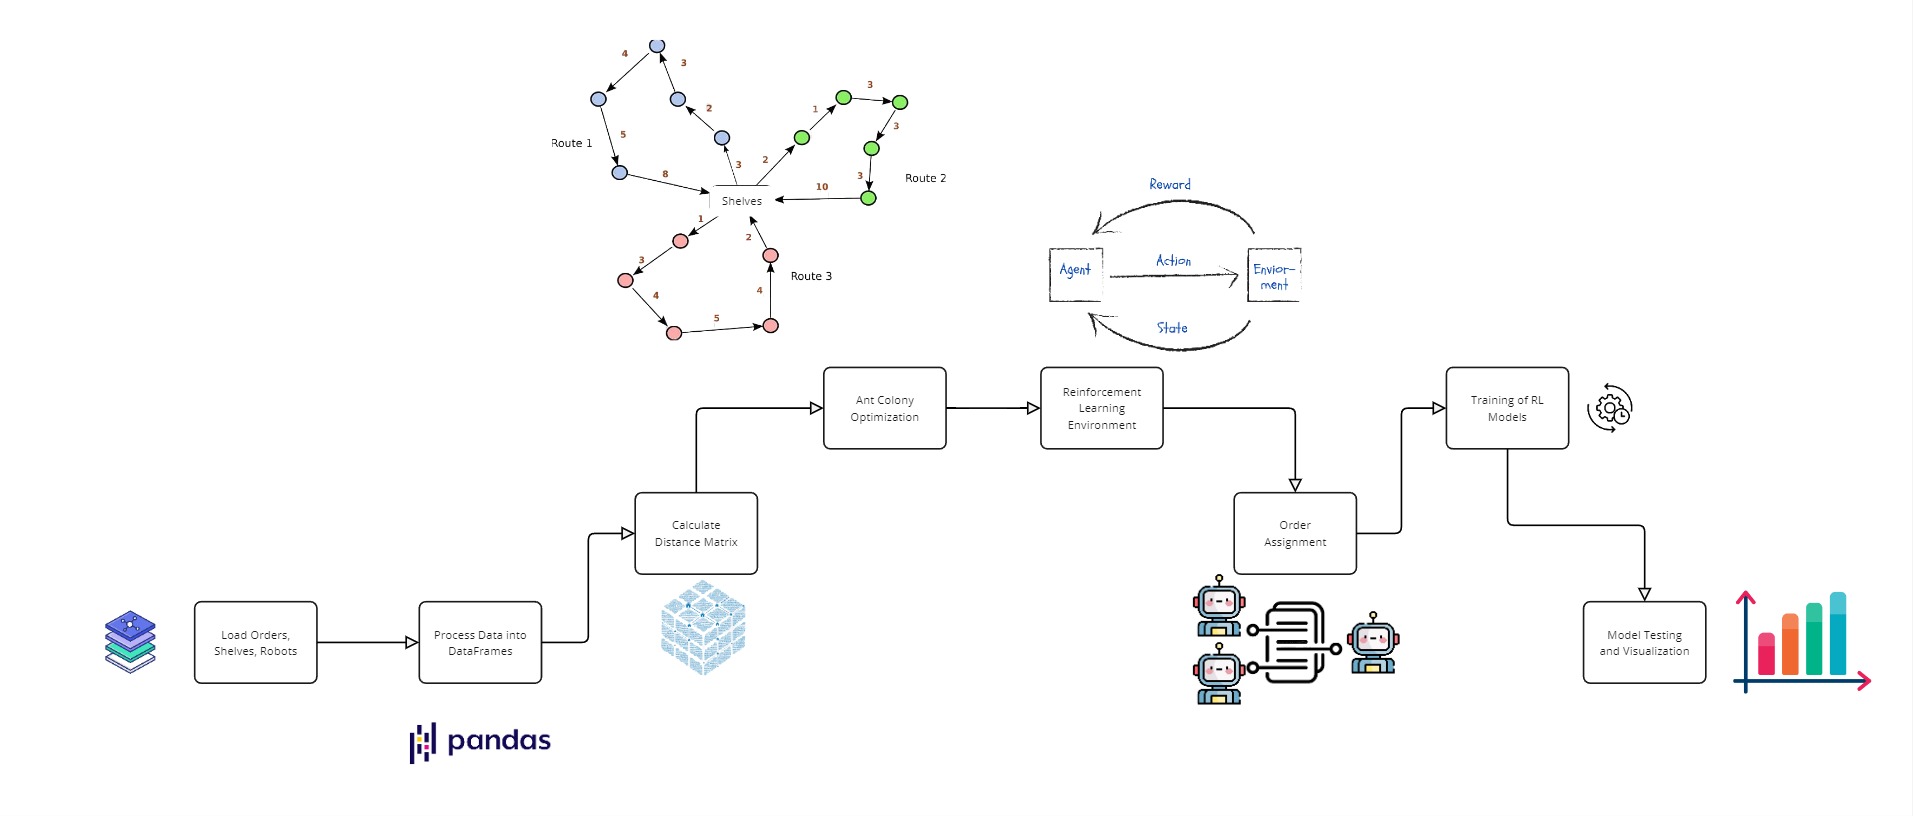 4
3
2
5
Route 1
8
3
2
1
3
3
3
10
Route 2
Shelves
1
3
4
5
4
2
Route 3
Reward
Agent
Action
Envior-
ment
State
Ant Colony
Optimization
Reinforcement
Learning
Environment
Training of RL
Models
Calculate
Distance Matrix
Order
Assignment
Load Orders,
Shelves, Robots
Process Data into
DataFrames
Model Testing
and Visualization
pandas